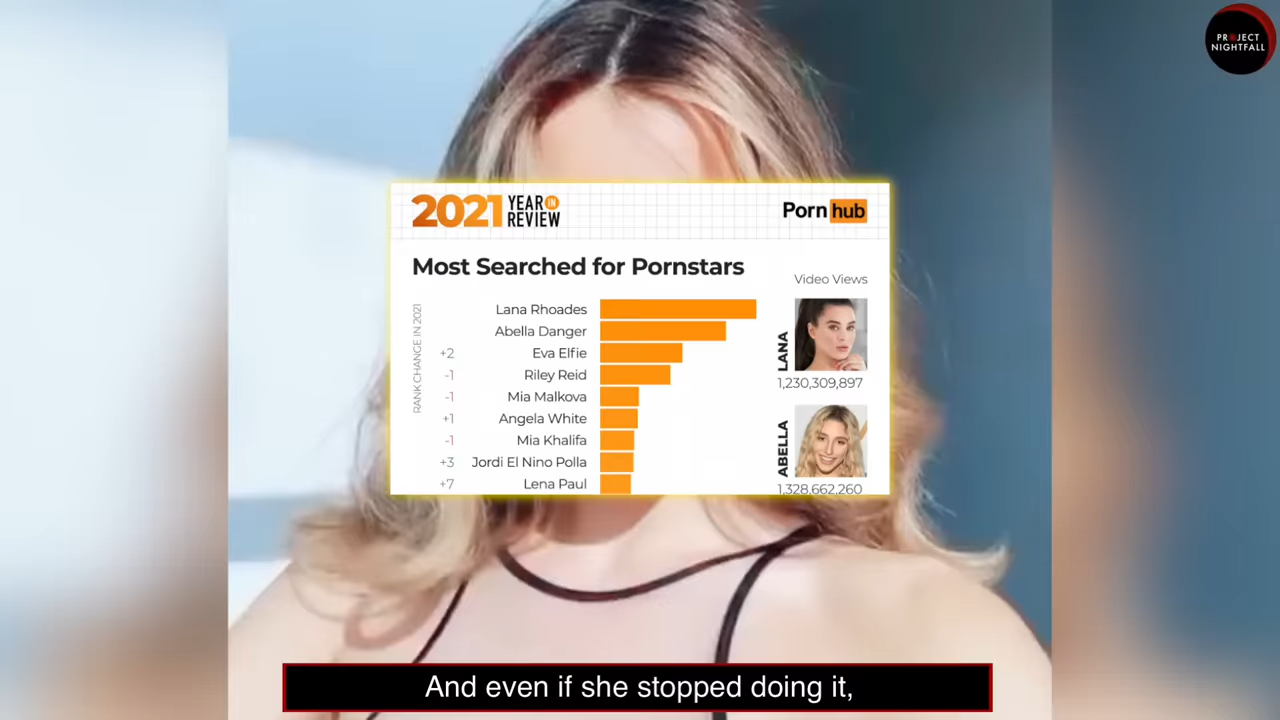 PROJECT
NIGHTFALL
2021 YEAR IN
REVIEW
Porn hub
Most Searched for Pornstars
Video Views
RANK CHANGE IN 2021
Lana Rhoades
Abella Danger
+2 Eva Elfie
-1 Riley Reid
-1 Mia Malkova
+1 Angela White
-1 Mia Khalifa
+3 Jordi El Nino Polla
+7 Lena Paul
LANA
1,230,309,897
ABELLA
1,328,662,260
And even if she stopped doing it,